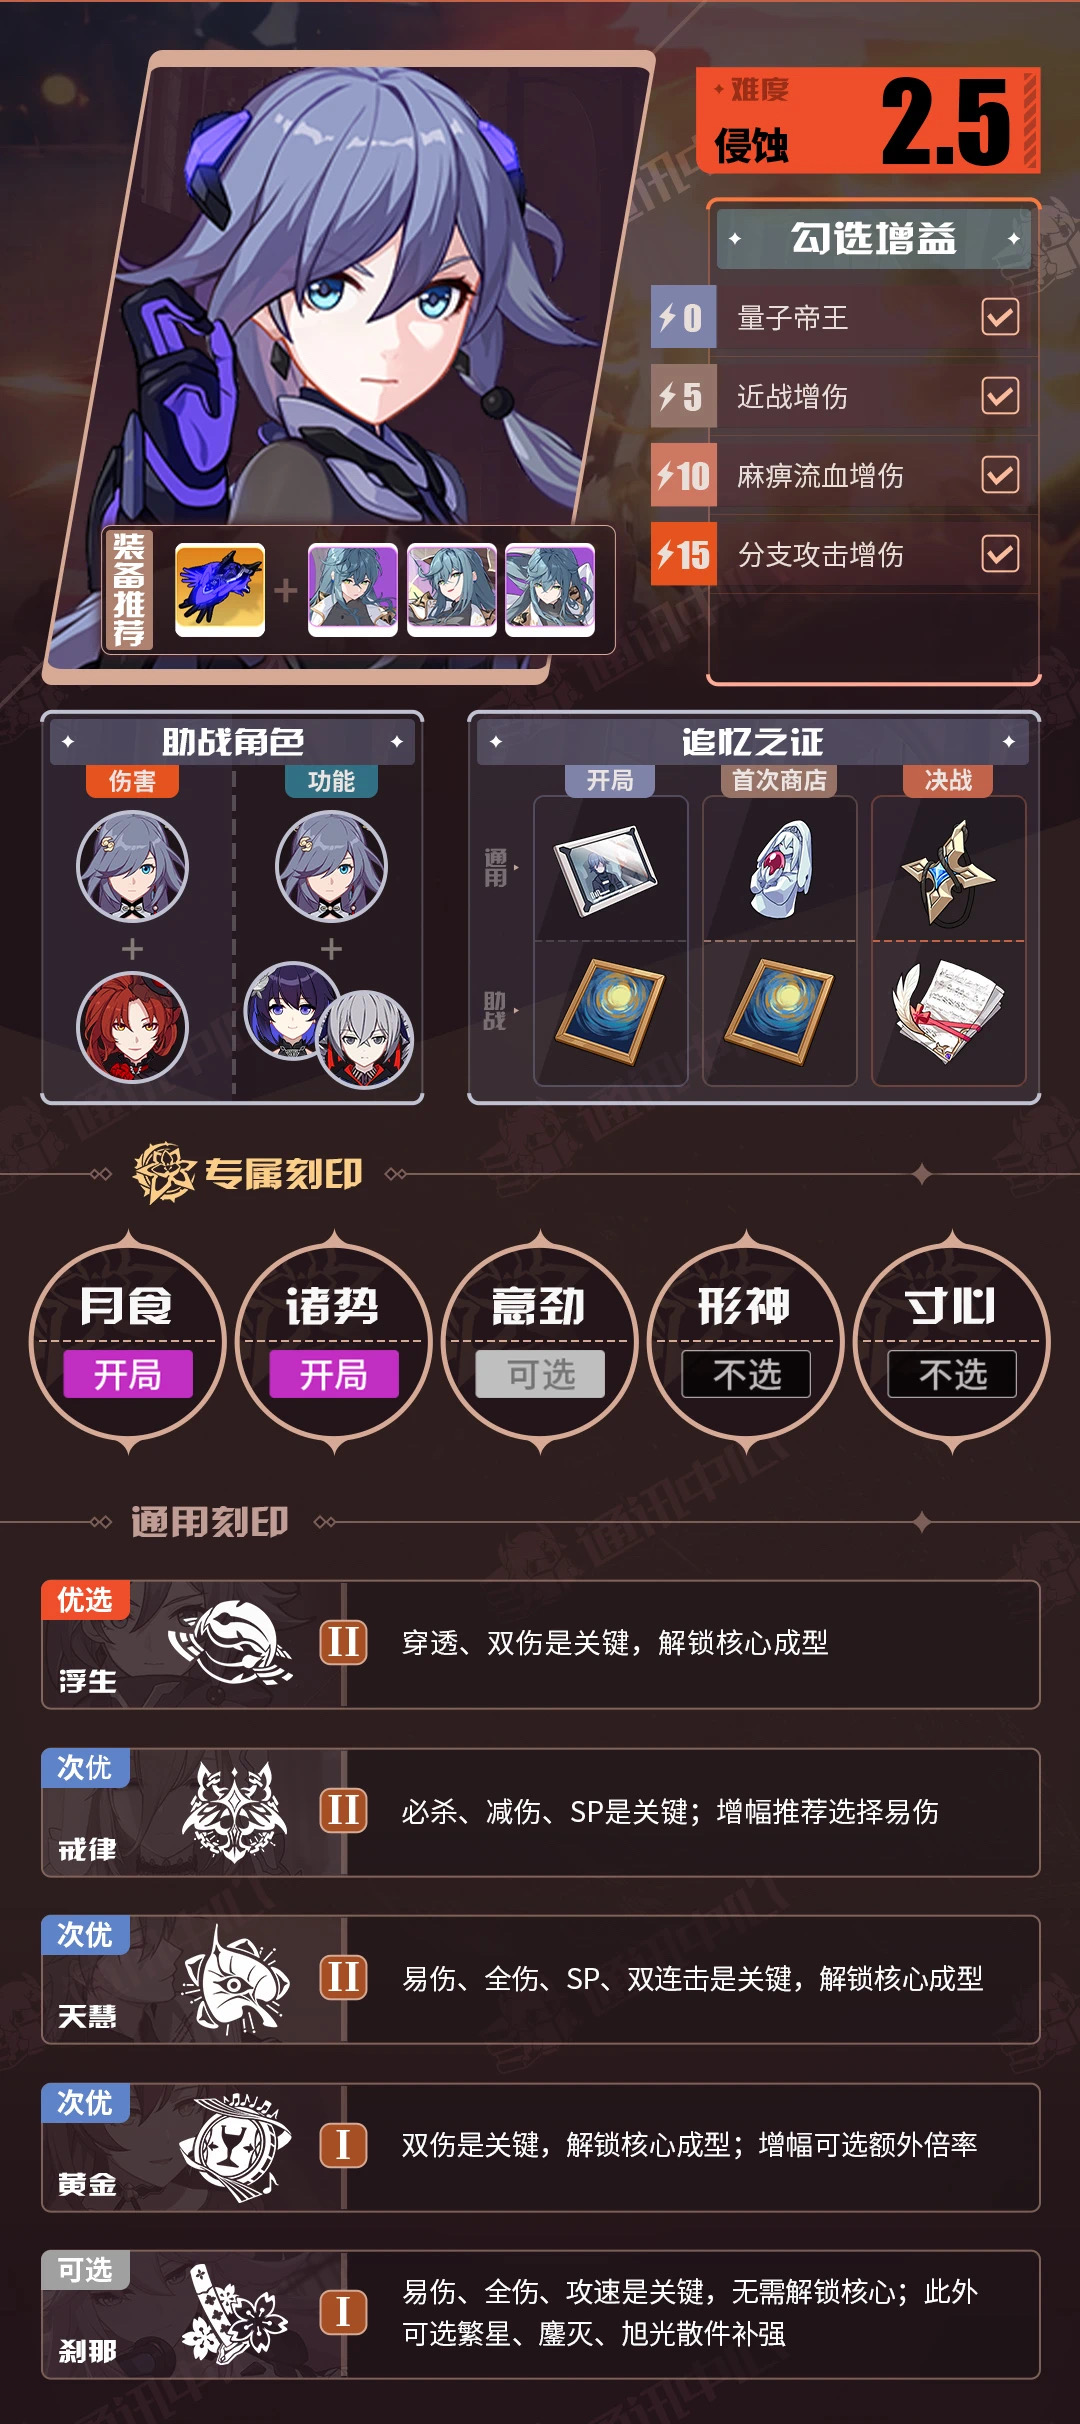 难度
侵蚀
2.5
勾选增益
0 量子帝王
5 近战增伤
10 麻痹流血增伤
15 分支攻击增伤
装备推荐
助战角色
伤害
功能
追忆之证
开局
首次商店
决战
通用
助战
专属刻印
月食
开局
诸势
开局
意劲
可选
形神
不选
寸心
不选
通用刻印
优选
浮生
II
穿透、双伤是关键，解锁核心成型
次优
戒律
II
必杀、减伤、SP是关键；增幅推荐选择易伤
次优
天慧
II
易伤、全伤、SP、双连击是关键，解锁核心成型
次优
黄金
I
双伤是关键，解锁核心成型；增幅可选额外倍率
可选
刹那
I
易伤、全伤、攻速是关键，无需解锁核心；此外
可选繁星、鏖灭、旭光散件补强
通讯中心